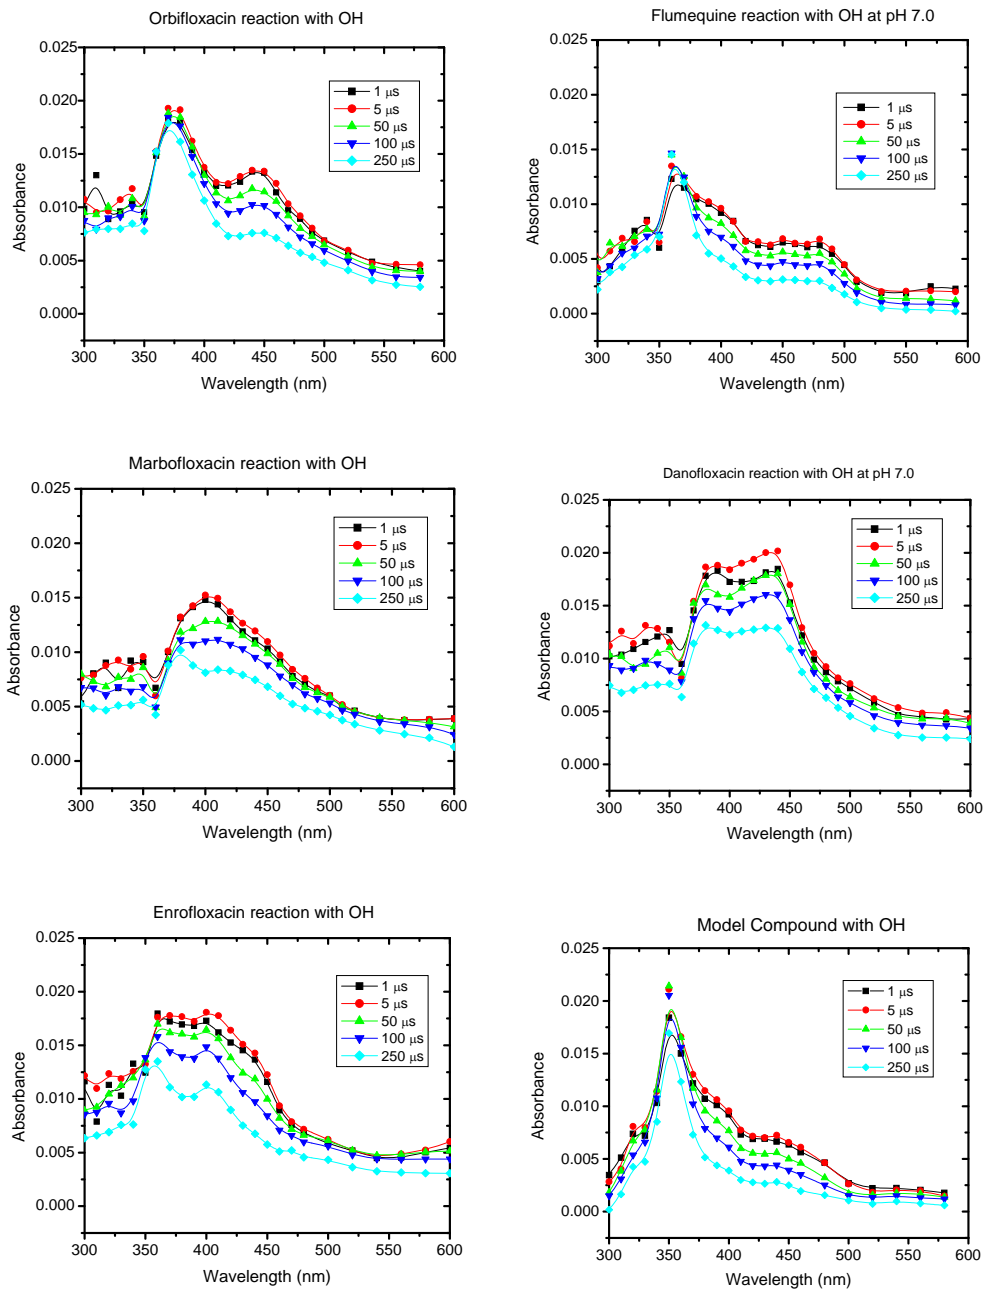 Orbifloxacin reaction with OH
0.025
0.020
0.015
0.010
0.005
0.000
Absorbance
1 μs
5 μs
50 μs
100 μs
250 μs
300 350 400 450 500 550 600
Wavelength (nm)
Flumequine reaction with OH at pH 7.0
0.025
0.020
0.015
0.010
0.005
0.000
Absorbance
1 μs
5 μs
50 μs
100 μs
250 μs
300 350 400 450 500 550 600
Wavelength (nm)
Marbofloxacin reaction with OH
0.025
0.020
0.015
0.010
0.005
0.000
Absorbance
1 μs
5 μs
50 μs
100 μs
250 μs
300 350 400 450 500 550 600
Wavelength (nm)
Danofloxacin reaction with OH at pH 7.0
0.025
0.020
0.015
0.010
0.005
0.000
Absorbance
1 μs
5 μs
50 μs
100 μs
250 μs
300 350 400 450 500 550 600
Wavelength (nm)
Enrofloxacin reaction with OH
0.025
0.020
0.015
0.010
0.005
0.000
Absorbance
1 μs
5 μs
50 μs
100 μs
250 μs
300 350 400 450 500 550 600
Wavelength (nm)
Model Compound with OH
0.025
0.020
0.015
0.010
0.005
0.000
Absorbance
1 μs
5 μs
50 μs
100 μs
250 μs
300 350 400 450 500 550 600
Wavelength (nm)